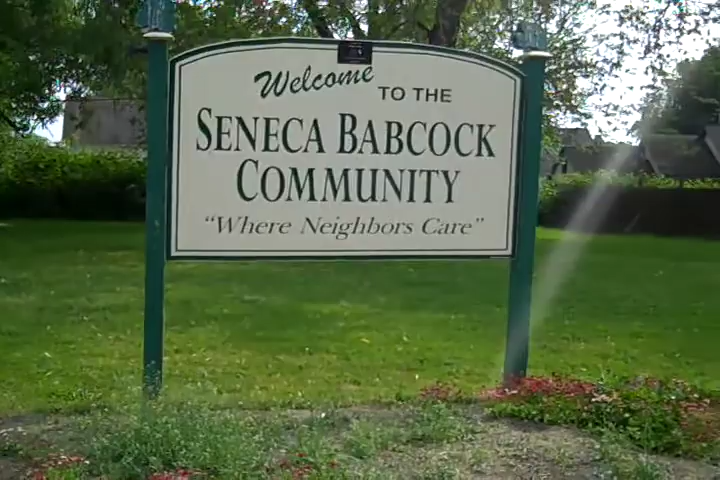 Welcome TO THE
SENECA BABCOCK
COMMUNITY
“Where Neighbors Care”